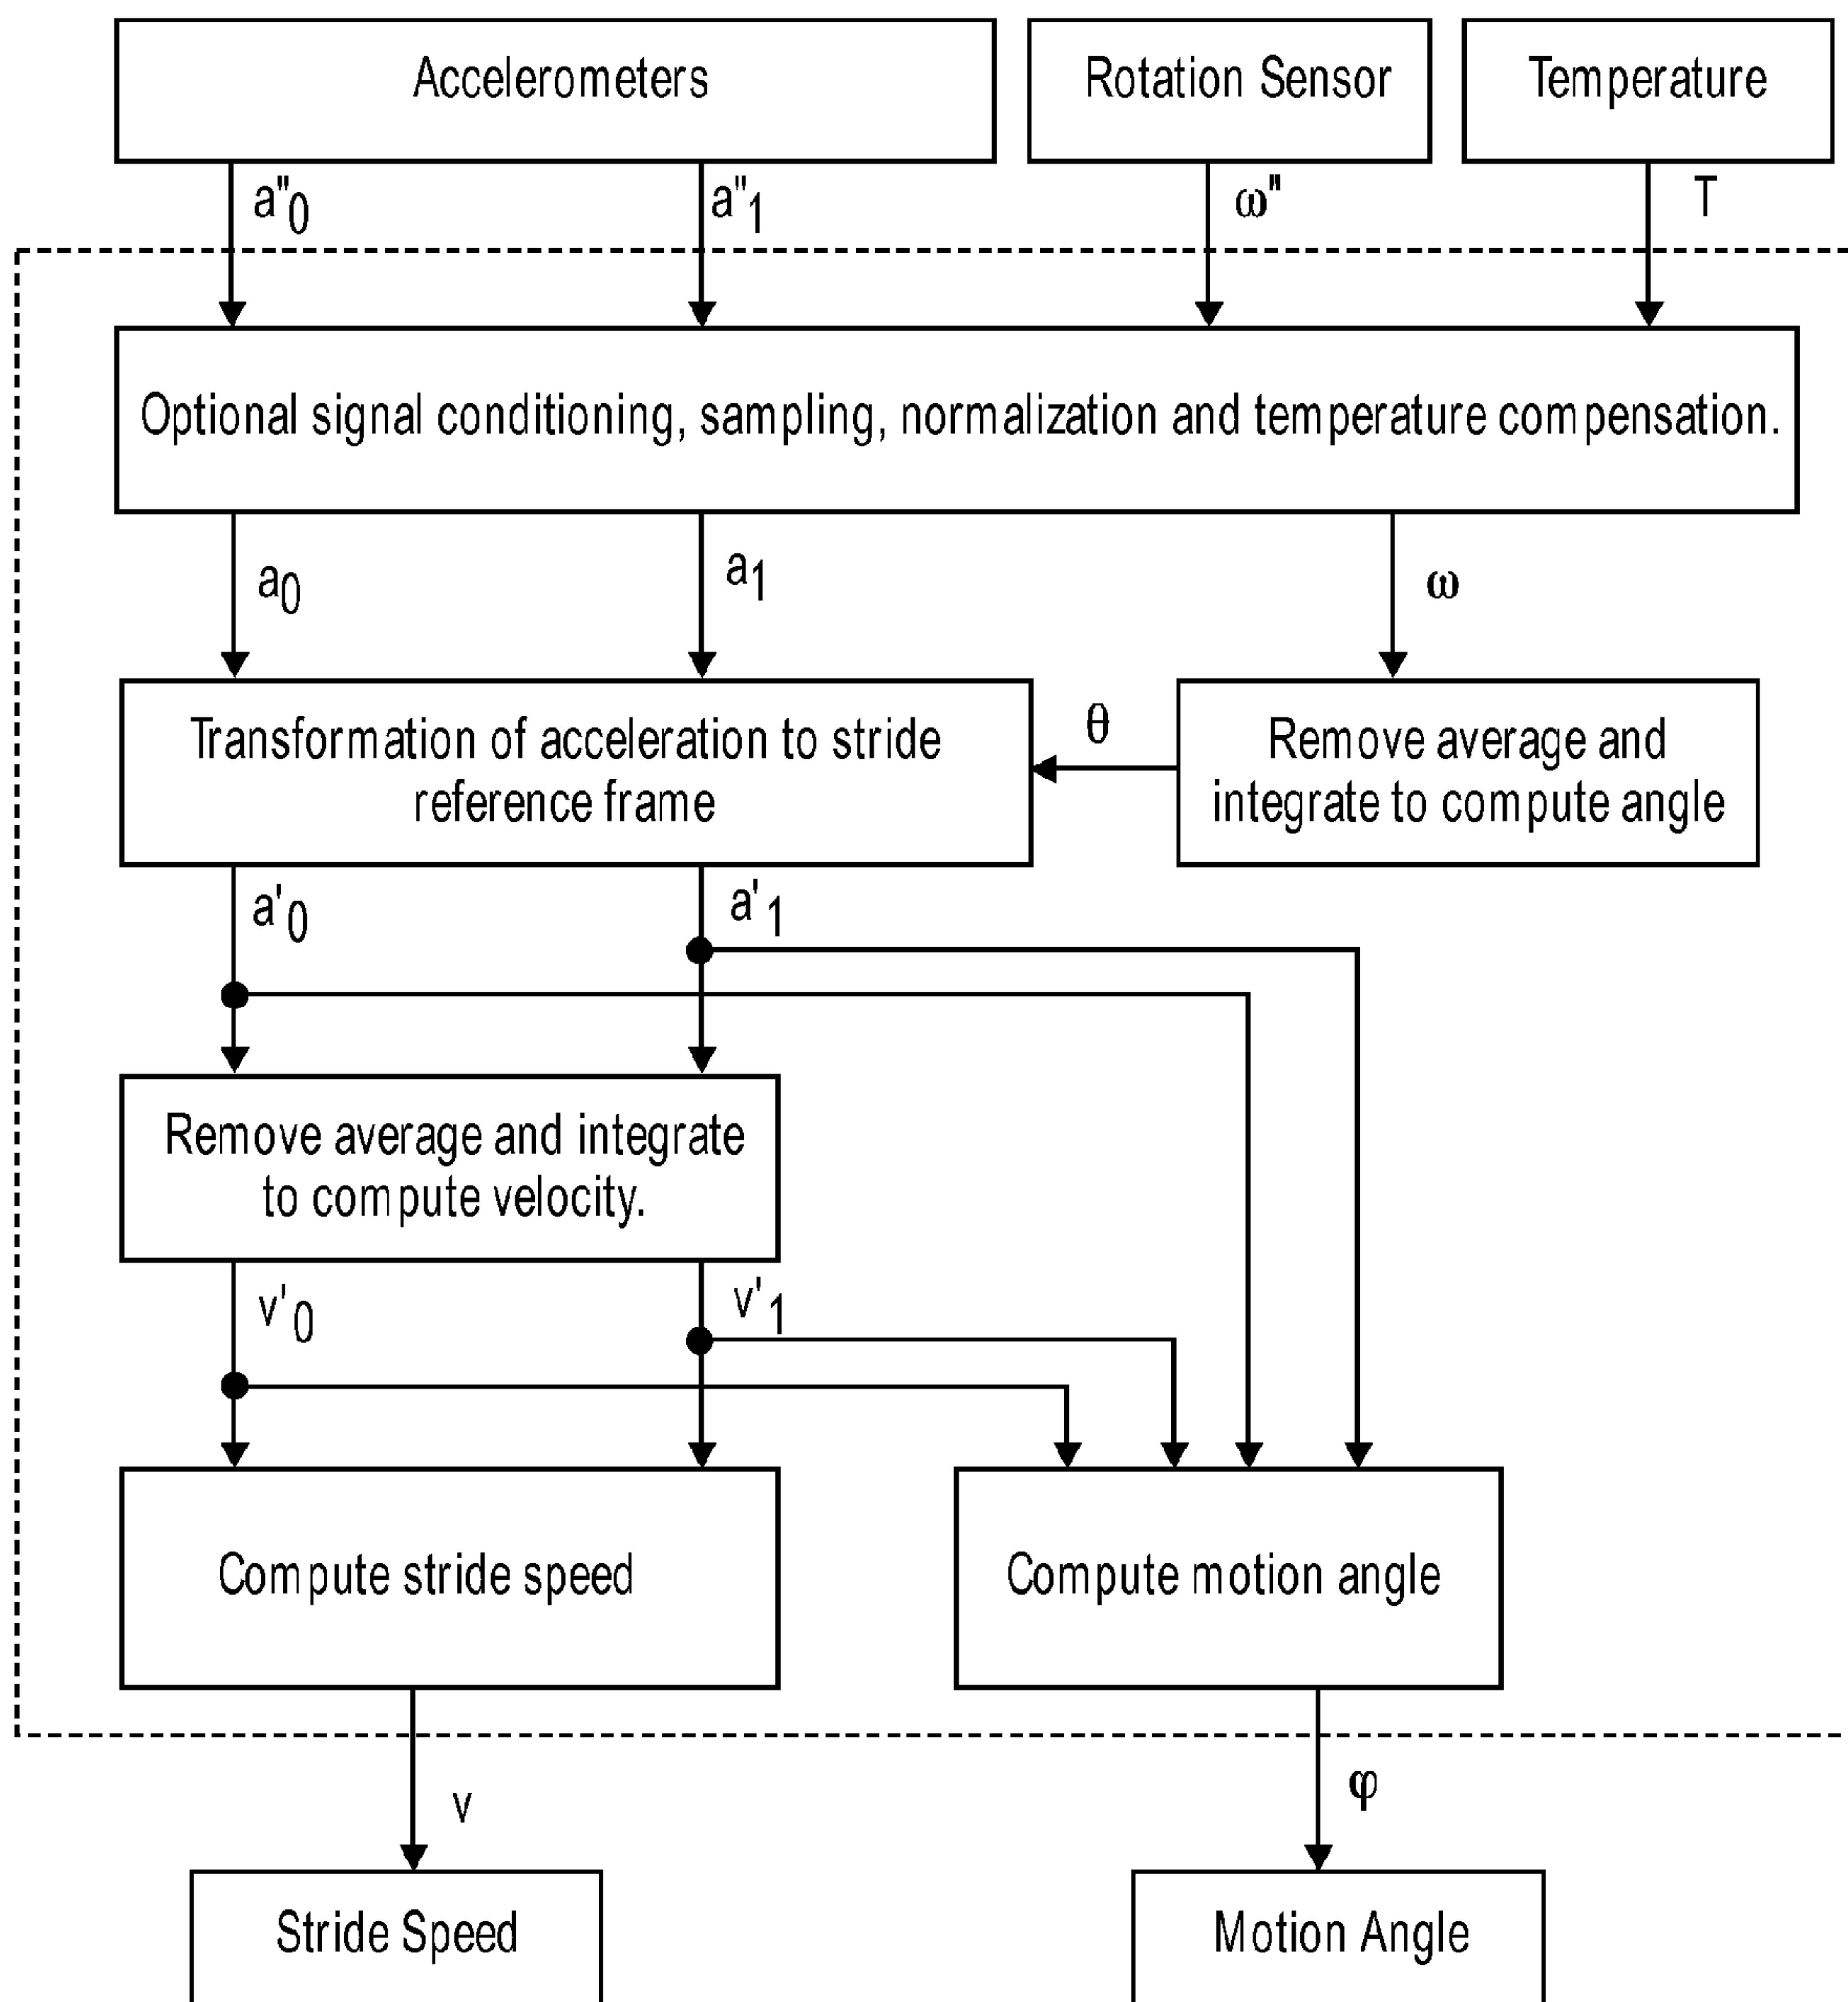 Accelerometers
Rotation Sensor
Temperature
a"0
a"1
ω"
T
Optional signal conditioning, sampling, normalization and temperature compensation.
a0
a1
ω
Transformation of acceleration to stride
reference frame
θ
Remove average and
integrate to compute angle
a'0
a'1
Remove average and integrate
to compute velocity.
v'0
v'1
Compute stride speed
Compute motion angle
v
φ
Stride Speed
Motion Angle